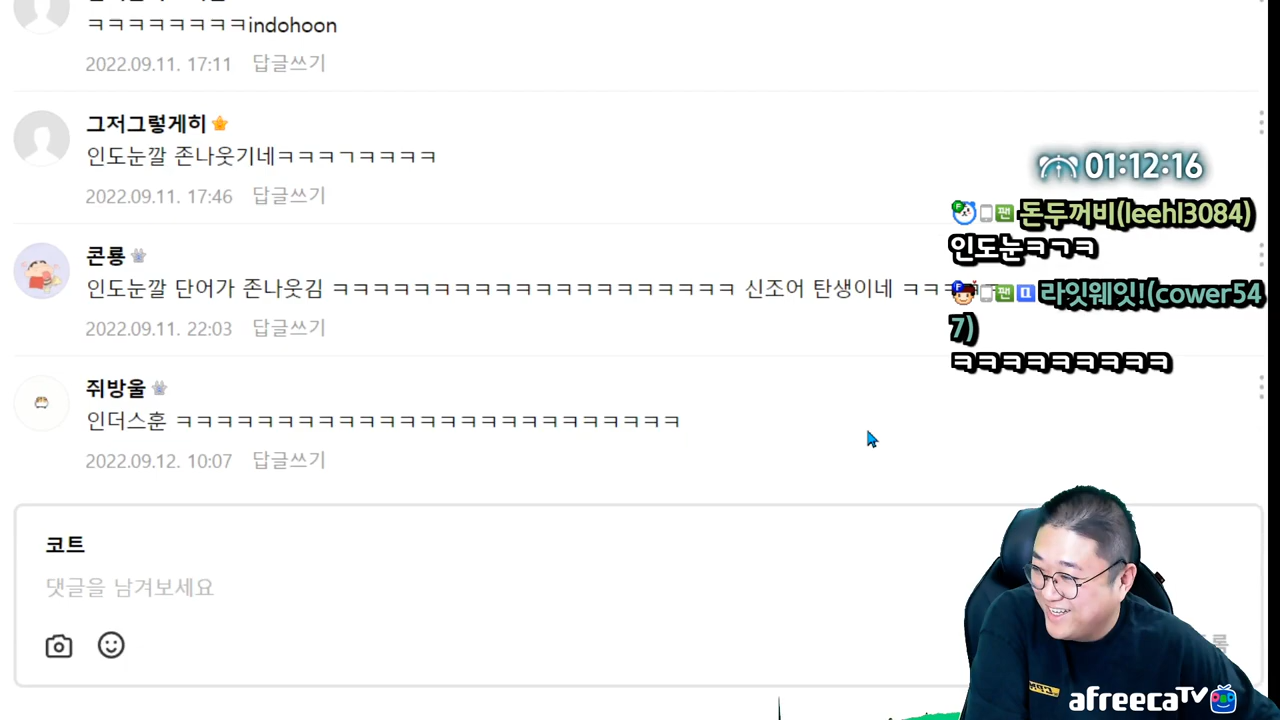 ㅋㅋㅋㅋㅋㅋㅋㅋindohoon
2022.09.11. 17:11 답글쓰기
그저그렇게히
인도눈깔 존나웃기네ㅋㅋㅋㄱㅋㅋㅋㅋ
2022.09.11. 17:46 답글쓰기
콘룡
인도눈깔 단어가 존나웃김 ㅋㅋㅋㅋㅋㅋㅋㅋㅋㅋㅋㅋㅋㅋㅋㅋㅋㅋㅋㅋ 신조어 탄생이네 ㅋㅋㅋ
2022.09.11. 22:03 답글쓰기
쥐방울
인더스훈 ㅋㅋㅋㅋㅋㅋㅋㅋㅋㅋㅋㅋㅋㅋㅋㅋㅋㅋㅋㅋㅋㅋㅋㅋㅋ
2022.09.12. 10:07 답글쓰기
코트
댓글을 남겨보세요
01:12:16
팬 돈두꺼비(leehl3084)
인도눈ㅋㄱㅋ
팬 라잇웨잇!(cower54
7)
ㅋㅋㅋㅋㅋㅋㅋㅋㅋ
afreecaTV